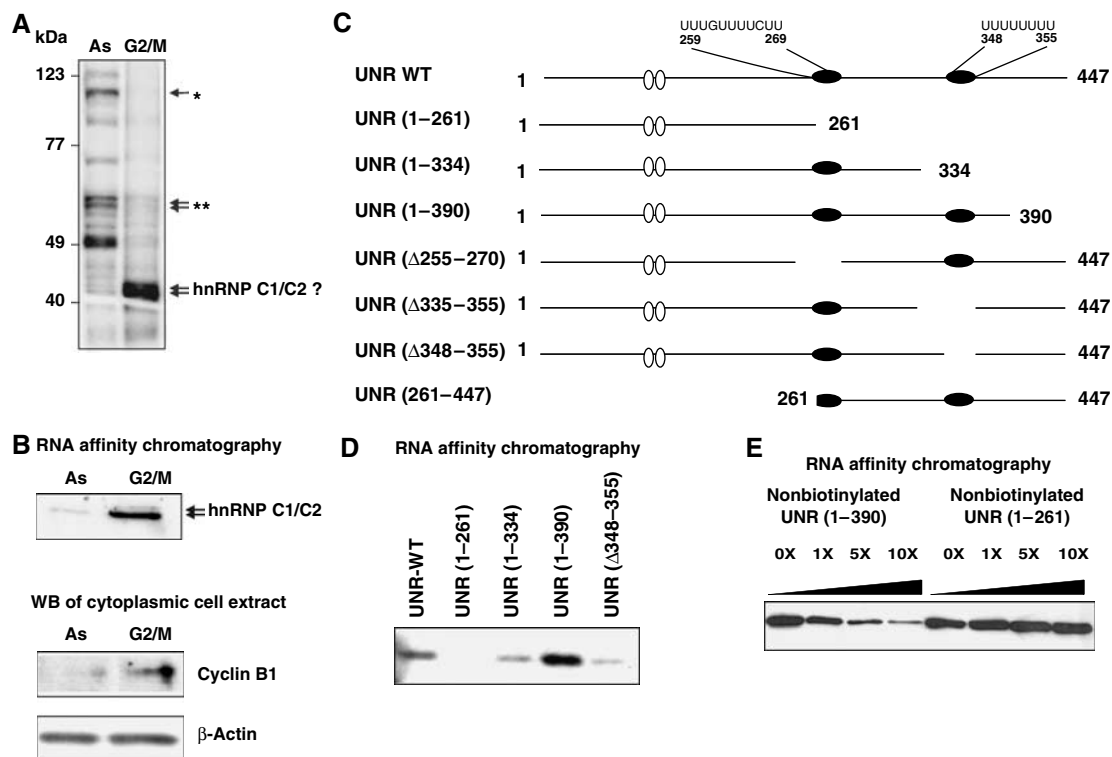 A
kDa
As G2/M
123
77
49
40
*
**
hnRNP C1/C2 ?
B RNA affinity chromatography
As G2/M
hnRNP C1/C2
WB of cytoplasmic cell extract
As G2/M
Cyclin B1
β-Actin
C
UUUGUUUUCUU UUUUUUUU
259 269 348 355
UNR WT 1 447
UNR (1–261) 1 261
UNR (1–334) 1 334
UNR (1–390) 1 390
UNR (Δ255–270) 1 447
UNR (Δ335–355) 1 447
UNR (Δ348–355) 1 447
UNR (261–447) 261 447
D RNA affinity chromatography
UNR-WT
UNR (1–261)
UNR (1–334)
UNR (1–390)
UNR (Δ348–355)
E
RNA affinity chromatography
Nonbiotinylated Nonbiotinylated
UNR (1–390) UNR (1–261)
0X 1X 5X 10X 0X 1X 5X 10X